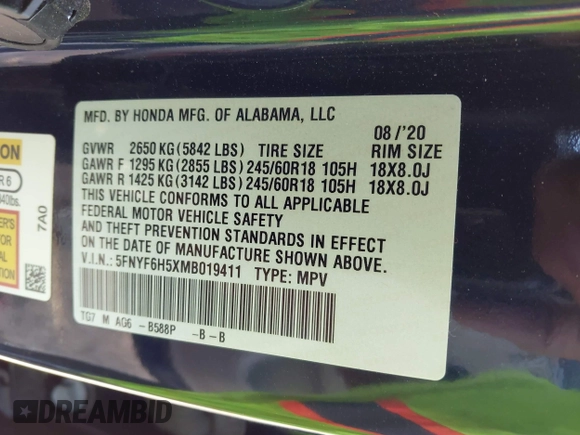 MFD. BY HONDA MFG. OF ALABAMA, LLC
08/'20
GVWR 2650 KG (5842 LBS) TIRE SIZE RIM SIZE
GAWR F 1295 KG (2855 LBS) 245/60R18 105H 18X8.0J
GAWR R 1425 KG (3142 LBS) 245/60R18 105H 18X8.0J
THIS VEHICLE CONFORMS TO ALL APPLICABLE
FEDERAL MOTOR VEHICLE SAFETY
AND THEFT PREVENTION STANDARDS IN EFFECT
ON THE DATE OF MANUFACTURE SHOWN ABOVE.
V.I.N.: 5FNYF6H5XMB019411 TYPE: MPV
TG7 M AG6 -B588P -B-B
7A0
DREAMBID